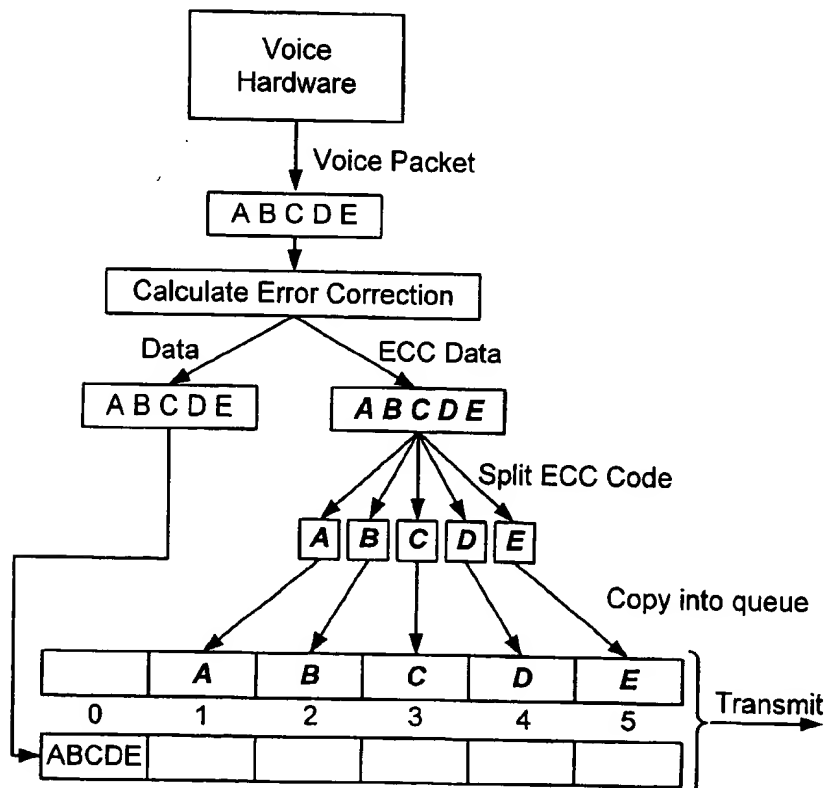 Voice
Hardware
Voice Packet
A B C D E
Calculate Error Correction
Data
ECC Data
A B C D E
A B C D E
Split ECC Code
A B C D E
Copy into queue
A B C D E
0 1 2 3 4 5
Transmit
ABCDE